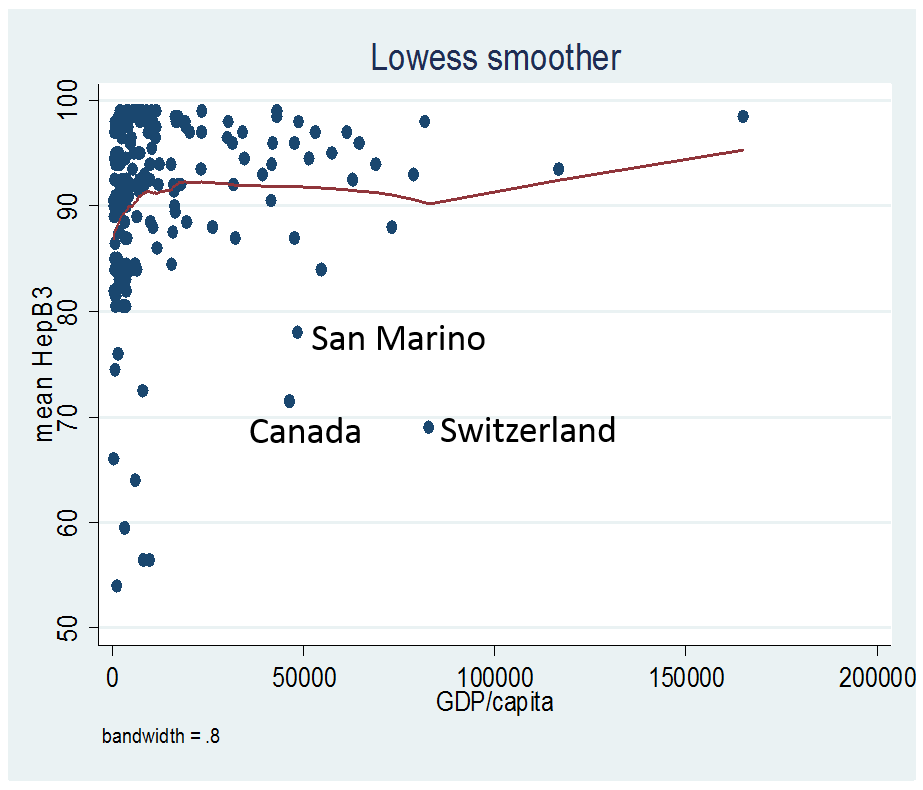 Lowess smoother
100
90
80
70
60
50
mean HepB3
San Marino
Canada
Switzerland
0 50000 100000 150000 200000
GDP/capita
bandwidth = .8